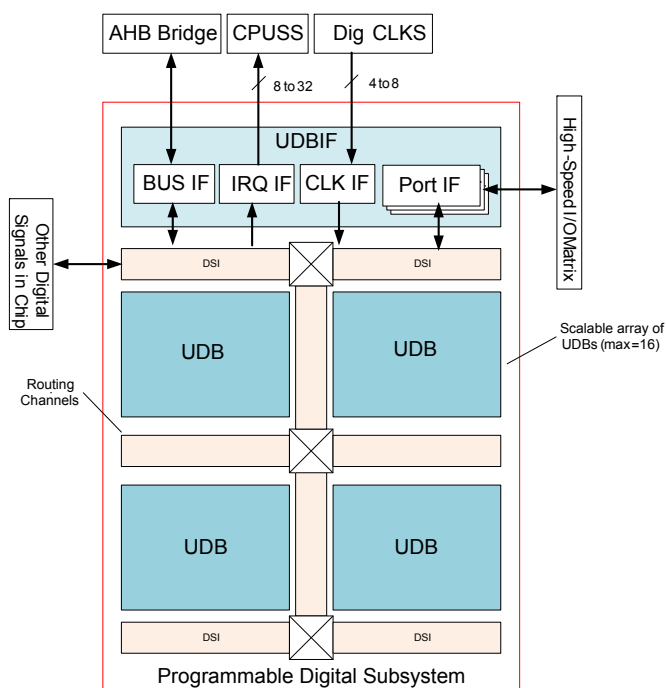 AHB Bridge
CPUSS
Dig CLKS
8 to 32
4 to 8
UDBIF
BUS IF
IRQ IF
CLK IF
Port IF
High-Speed I/O Matrix
Other Digital
Signals in Chip
DSI
DSI
UDB
UDB
Scalable array of
UDBs (max=16)
Routing
Channels
UDB
UDB
DSI
DSI
Programmable Digital Subsystem